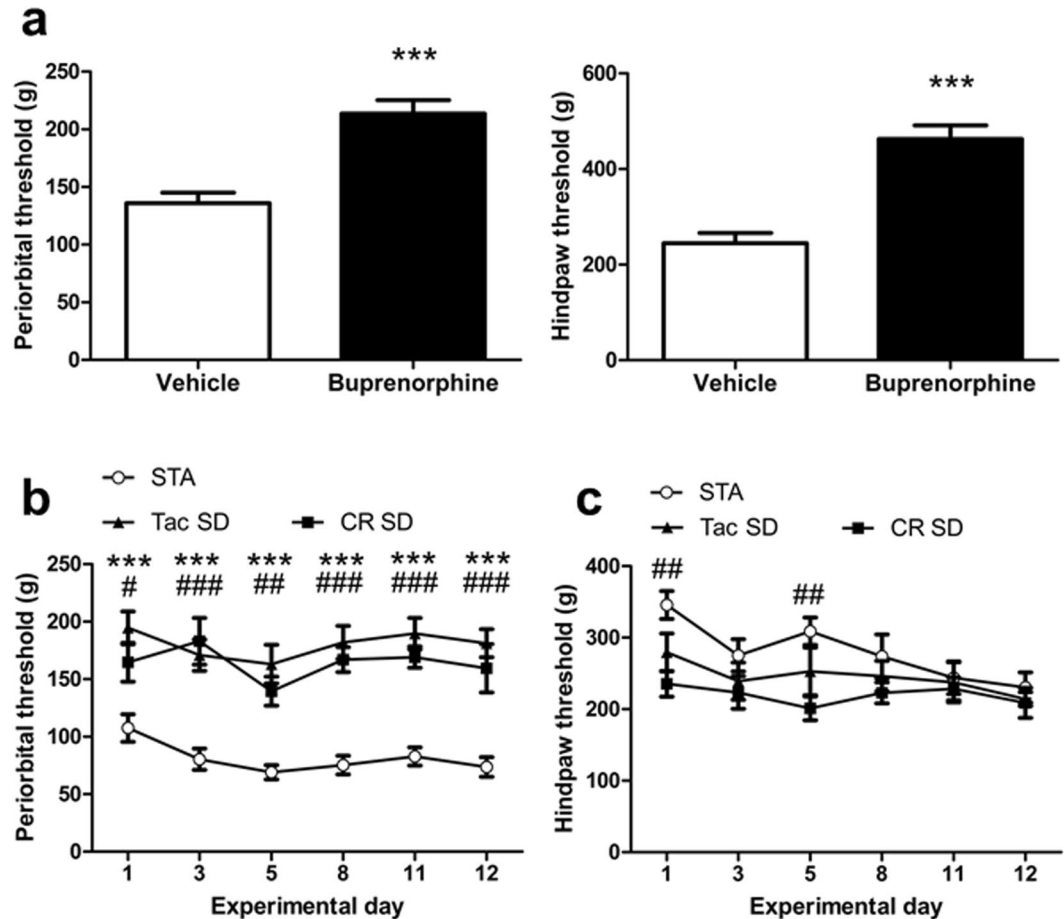 a
***
Periorbital threshold (g)
250
200
150
100
50
0
Vehicle
Buprenorphine
***
Hindpaw threshold (g)
600
400
200
0
Vehicle
Buprenorphine
b
STA
Tac SD
CR SD
*** *** *** *** *** ***
# ### ## ### ### ###
Periorbital threshold (g)
250
200
150
100
50
0
1 3 5 8 11 12
Experimental day
c
STA
Tac SD
CR SD
## ##
Hindpaw threshold (g)
400
300
200
100
0
1 3 5 8 11 12
Experimental day